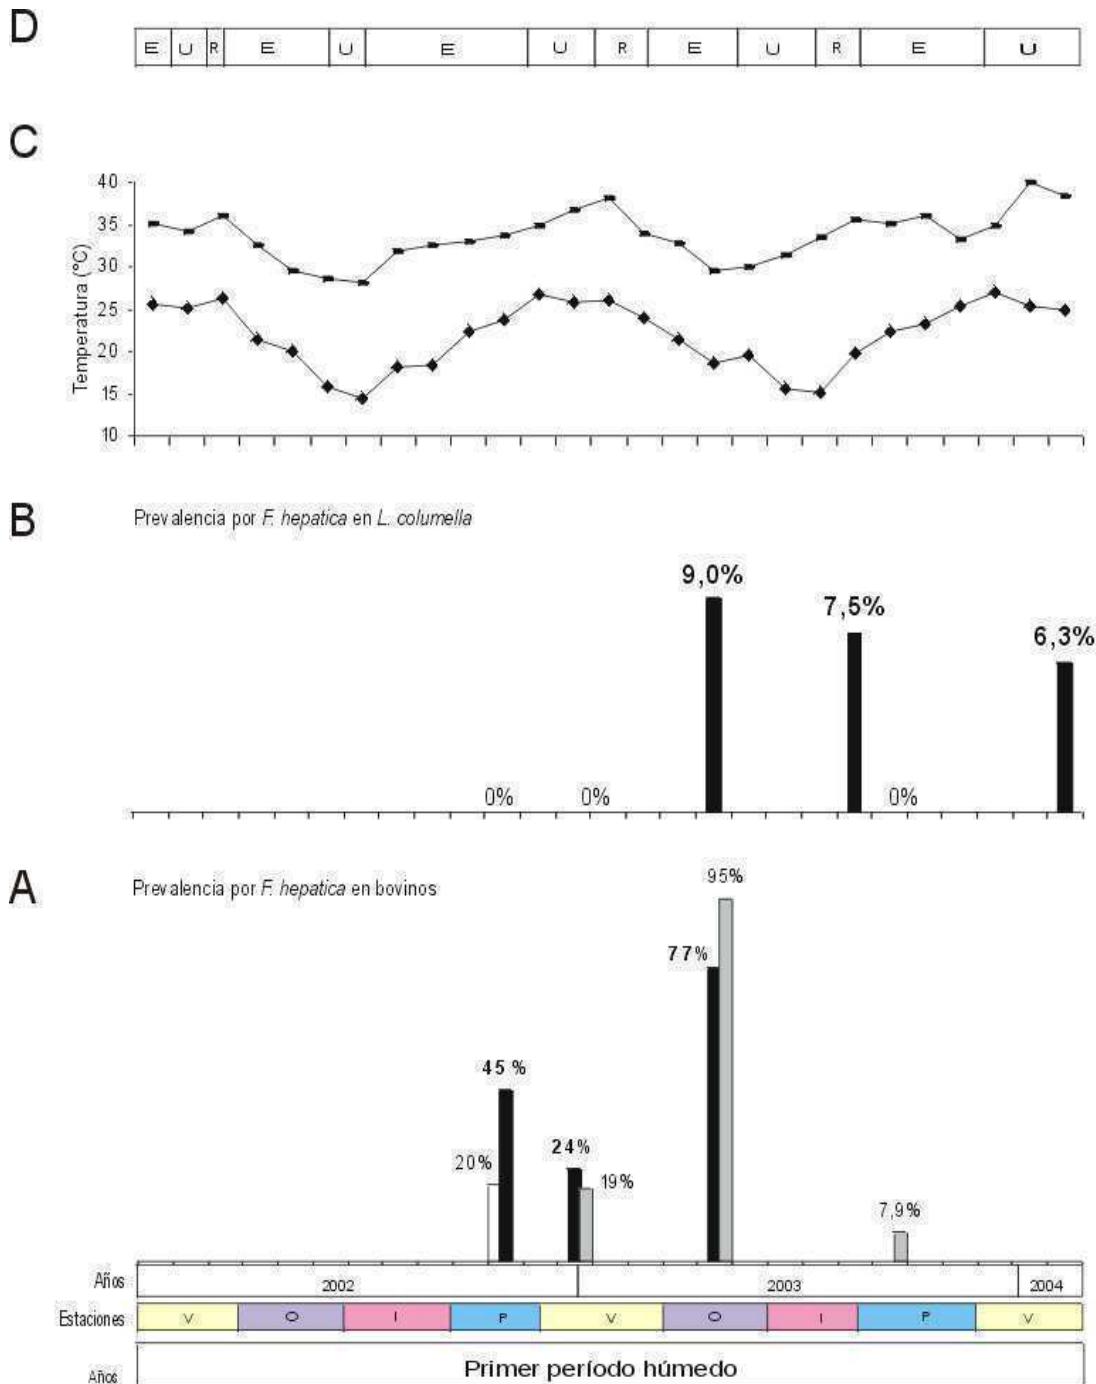 D
E U R E U E U R E U R E U
C
40
35
30
25
20
15
10
Temperatura (°C)
B
Prevalencia por F. hepatica en L. columella
9,0%
7,5%
6,3%
0% 0% 0%
A
Prevalencia por F. hepatica en bovinos
95%
77%
45 %
20%
24%
19%
7,9%
Años 2002 2003 2004
Estaciones V O I P V O I P V
Años Primer período húmedo